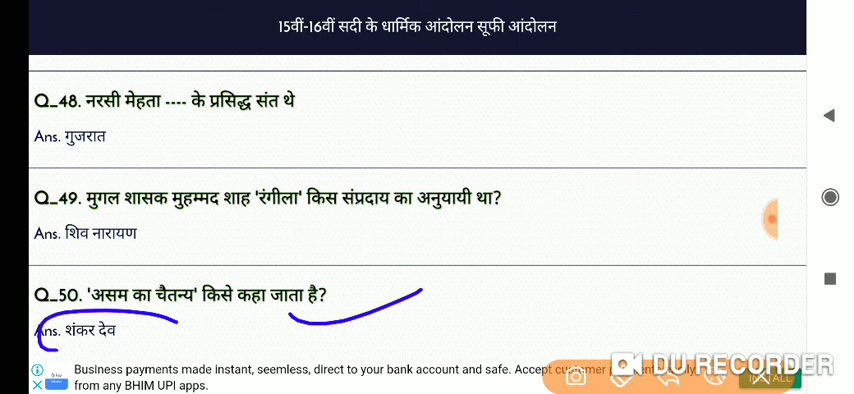 15वीं-16वीं सदी के धार्मिक आंदोलन सूफी आंदोलन
Q_48. नरसी मेहता ---- के प्रसिद्ध संत थे
Ans. गुजरात
Q_49. मुगल शासक मुहम्मद शाह 'रंगीला' किस संप्रदाय का अनुयायी था?
Ans. शिव नारायण
Q_50. 'असम का चैतन्य' किसे कहा जाता है?
Ans. शंकर देव
Business payments made instant, seemless, direct to your bank account and safe. Accept customer
from any BHIM UPI apps.
DU RECORDER